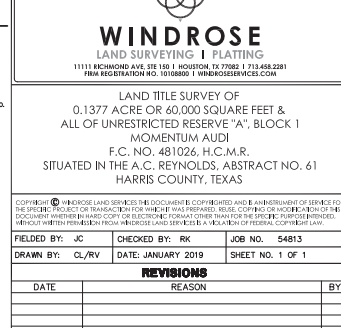 WINDROSE
LAND SURVEYING | PLATTING
11111 RICHMOND AVE, STE 150 | HOUSTON, TX 77082 | 713.458.2281
FIRM REGISTRATION NO. 10108800 | WINDROSESERVICES.COM
LAND TITLE SURVEY OF
0.1377 ACRE OR 60,000 SQUARE FEET &
ALL OF UNRESTRICTED RESERVE "A", BLOCK 1
MOMENTUM AUDI
F.C. NO. 481026, H.C.M.R.
SITUATED IN THE A.C. REYNOLDS, ABSTRACT NO. 61
HARRIS COUNTY, TEXAS
COPYRIGHT © WINDROSE LAND SERVICES THIS DOCUMENT IS COPYRIGHTED AND IS AN INSTRUMENT OF SERVICE FO
THE SPECIFIC PROJECT OR TRANSACTION FOR WHICH IT WAS PREPARED. REUSE, COPYING OR MODIFICATION OF THIS
DOCUMENT WHETHER IN HARD COPY OR ELECTRONIC FORMAT OTHER THAN FOR THE SPECIFIC PURPOSE INTENDED,
WITHOUT WRITTEN PERMISSION FROM WINDROSE LAND SERVICES IS A VIOLATION OF FEDERAL COPYRIGHT LAW.
FIELDED BY: JC CHECKED BY: RK JOB NO. 54813
DRAWN BY: CL/RV DATE: JANUARY 2019 SHEET NO. 1 OF 1
REVISIONS
DATE REASON BY